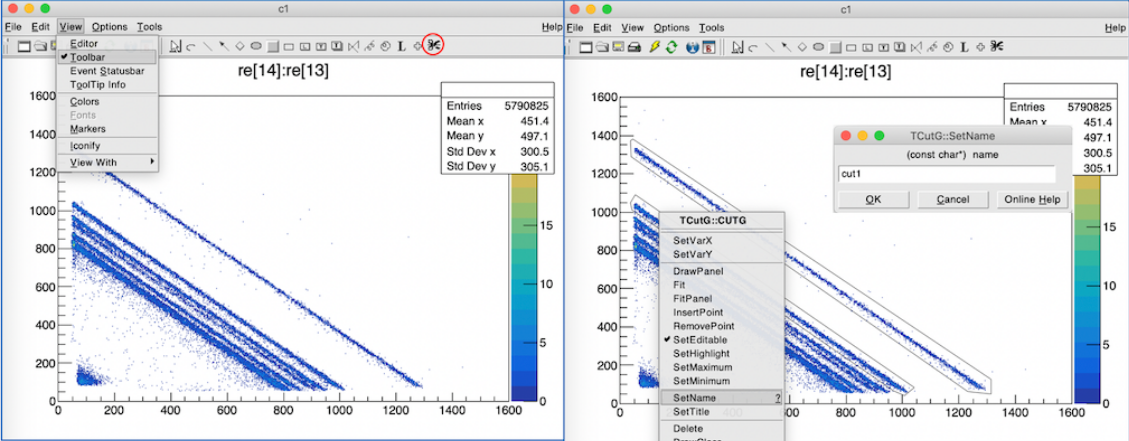 c1
File Edit View Options Tools Help
Editor
Toolbar
Event Statusbar
ToolTip Info
Colors
Fonts
Markers
Iconify
View With
L
re[14]:re[13]
Entries 5790825
Mean x 451.4
Mean y 497.1
Std Dev x 300.5
Std Dev y 305.1
1600
1200
1000
800
600
400
200
0
0 200 400 600 800 1000 1200 1400 1600
15
10
5
0
c1
File Edit View Options Tools Help
L
re[14]:re[13]
Entries 5790825
Mean x 451.4
497.1
300.5
305.1
TCutG::SetName
(const char*) name
cut1
OK Cancel Online Help
TCutG::CUTG
SetVarX
SetVarY
DrawPanel
Fit
FitPanel
InsertPoint
RemovePoint
SetEditable
SetHighlight
SetMaximum
SetMinimum
SetName ?
SetTitle
Delete
DrawClass
1600
1400
1200
1000
800
600
400
200
0
0 400 600 800 1000 1200 1400 1600
15
10
5
0